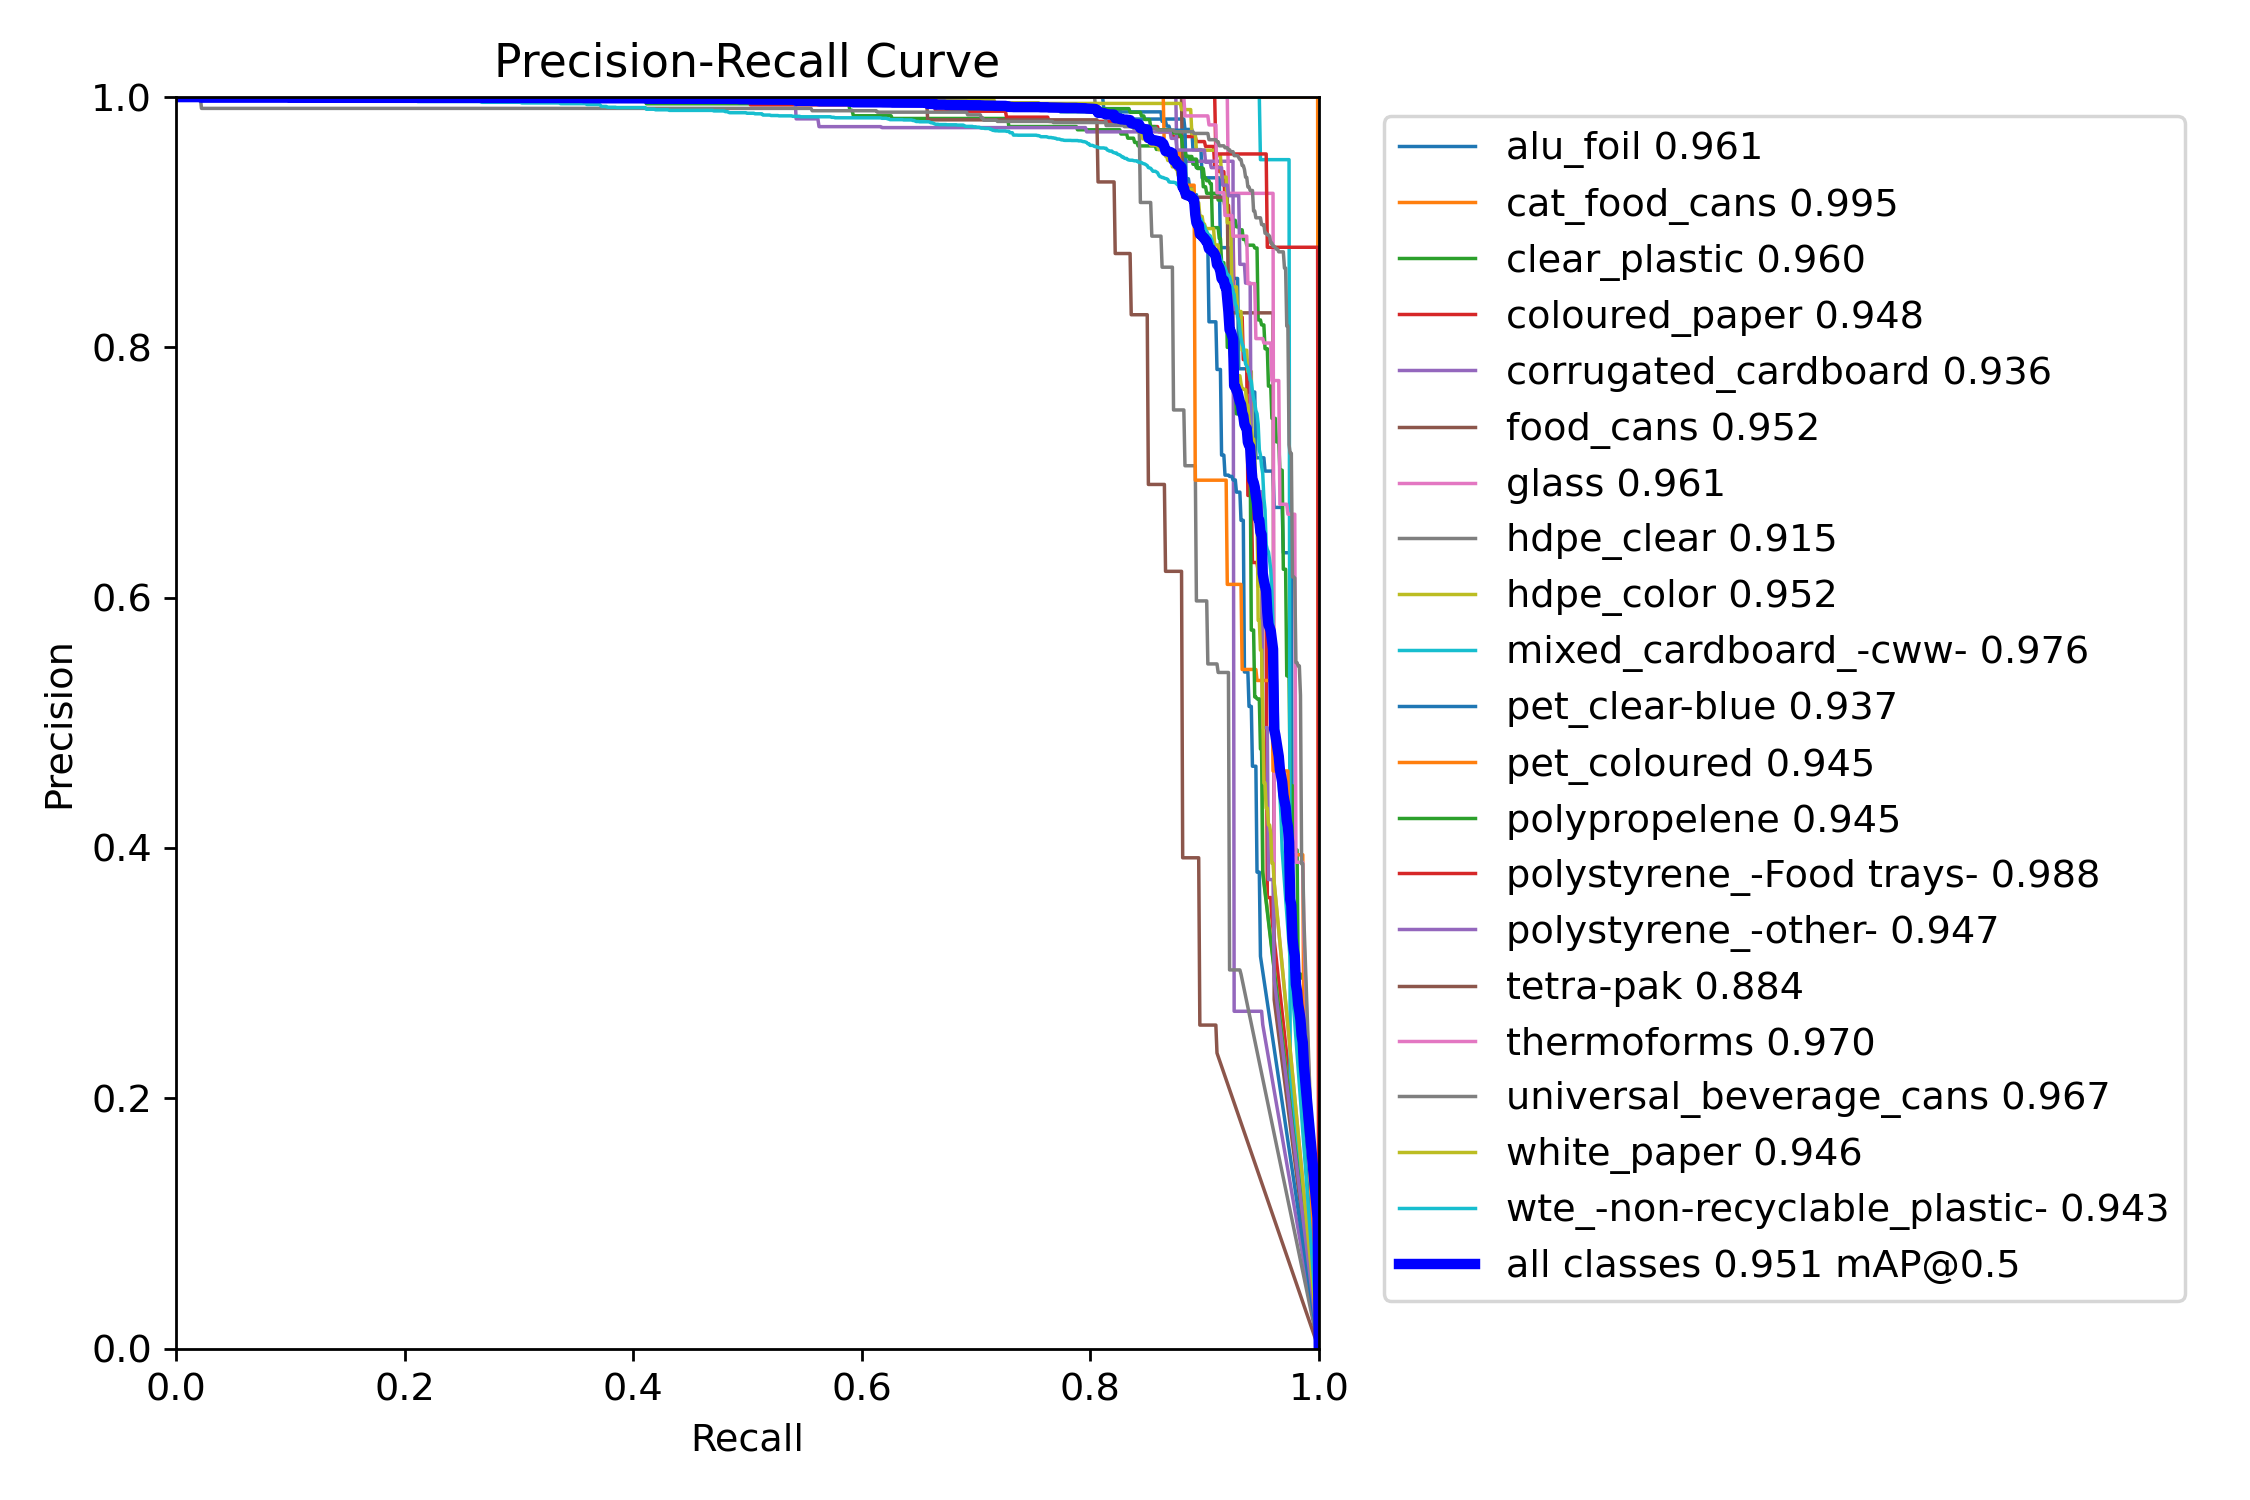 Precision-Recall Curve
1.0
0.8
0.6
0.4
0.2
0.0
Precision
0.0 0.2 0.4 0.6 0.8 1.0
Recall
alu_foil 0.961
cat_food_cans 0.995
clear_plastic 0.960
coloured_paper 0.948
corrugated_cardboard 0.936
food_cans 0.952
glass 0.961
hdpe_clear 0.915
hdpe_color 0.952
mixed_cardboard_-cww- 0.976
pet_clear-blue 0.937
pet_coloured 0.945
polypropelene 0.945
polystyrene_-Food trays- 0.988
polystyrene_-other- 0.947
tetra-pak 0.884
thermoforms 0.970
universal_beverage_cans 0.967
white_paper 0.946
wte_-non-recyclable_plastic- 0.943
all classes 0.951 mAP@0.5